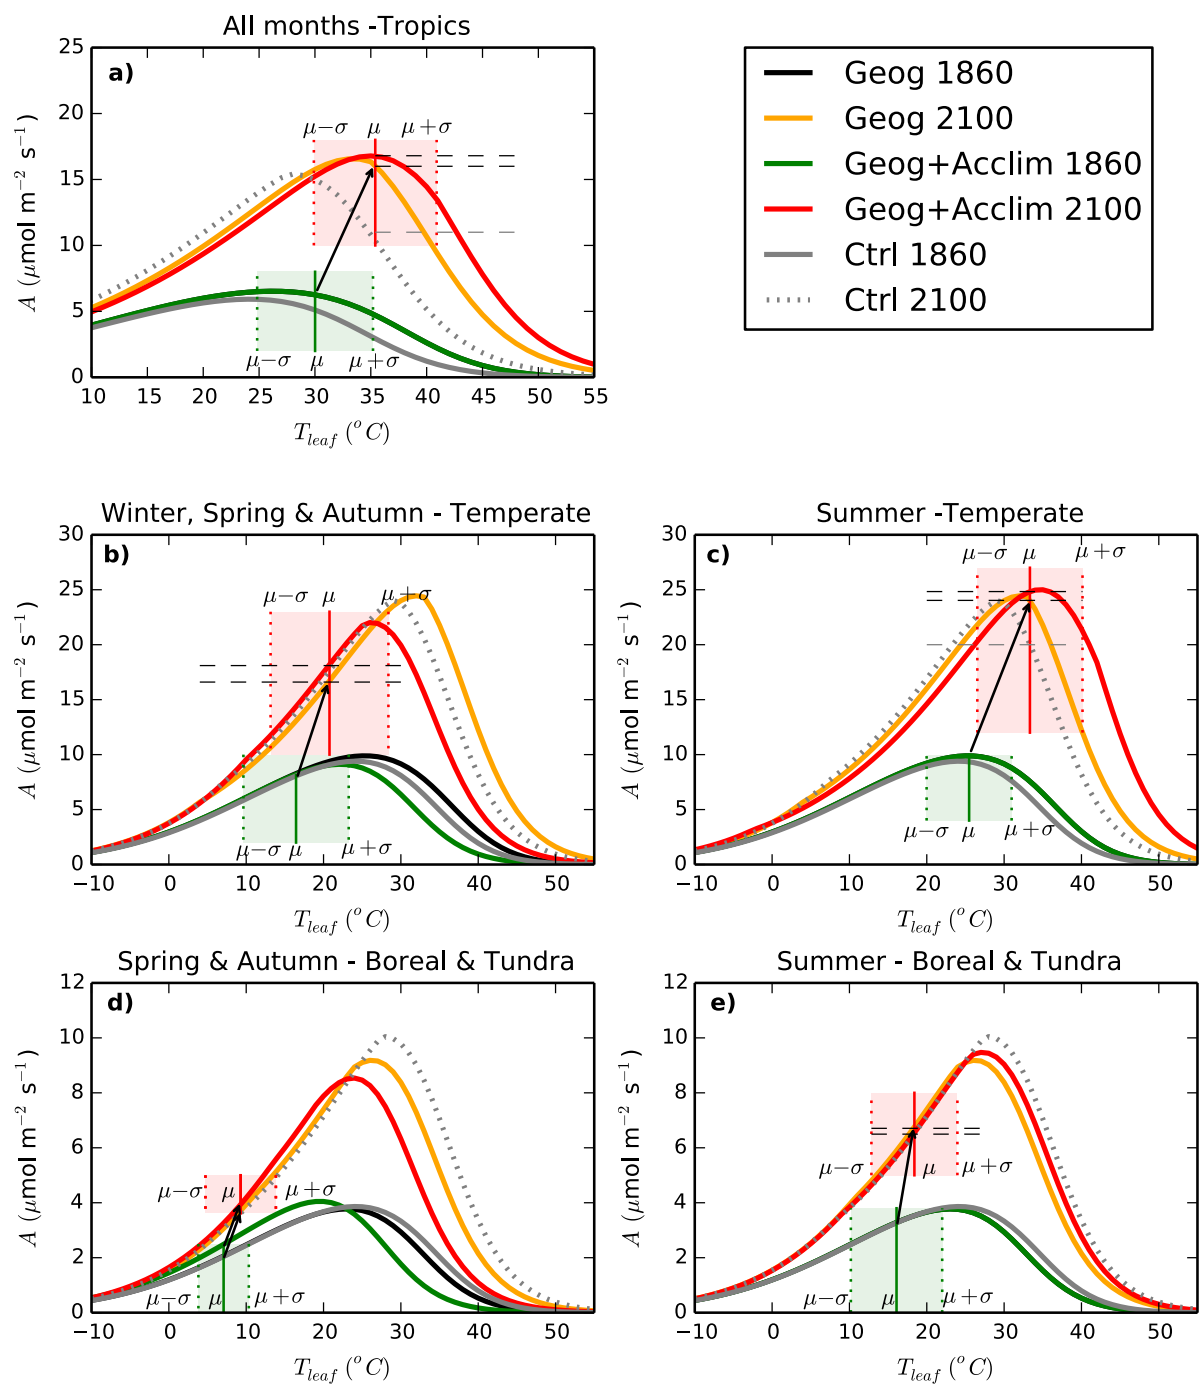 All months -Tropics
a)
25
20
15
10
5
0
A (μmol m⁻² s⁻¹)
μ−σ μ μ+σ
μ−σ μ μ+σ
10 15 20 25 30 35 40 45 50 55
T_leaf (°C)
Geog 1860
Geog 2100
Geog+Acclim 1860
Geog+Acclim 2100
Ctrl 1860
Ctrl 2100
Winter, Spring & Autumn - Temperate
b)
30
25
20
15
10
5
0
A (μmol m⁻² s⁻¹)
μ−σ μ μ+σ
μ−σ μ μ+σ
−10 0 10 20 30 40 50
T_leaf (°C)
Summer -Temperate
c)
30
25
20
15
10
5
0
A (μmol m⁻² s⁻¹)
μ−σ μ μ+σ
μ−σ μ μ+σ
−10 0 10 20 30 40 50
T_leaf (°C)
Spring & Autumn - Boreal & Tundra
d)
12
10
8
6
4
2
0
A (μmol m⁻² s⁻¹)
μ−σ μ μ+σ
μ−σ μ μ+σ
−10 0 10 20 30 40 50
T_leaf (°C)
Summer - Boreal & Tundra
e)
12
10
8
6
4
2
0
A (μmol m⁻² s⁻¹)
μ−σ μ μ+σ
μ−σ μ μ+σ
−10 0 10 20 30 40 50
T_leaf (°C)